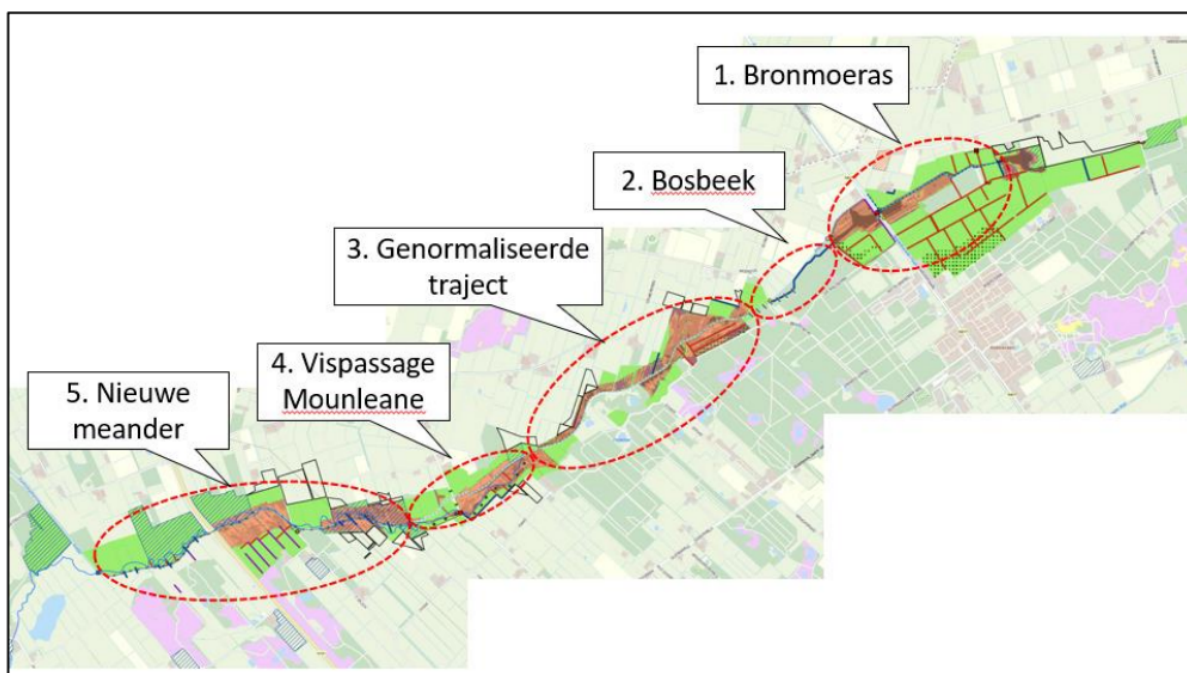 1. Bronmoeras
2. Bosbeek
3. Genormaliseerde
traject
4. Vispassage
Mounleane
5. Nieuwe
meander